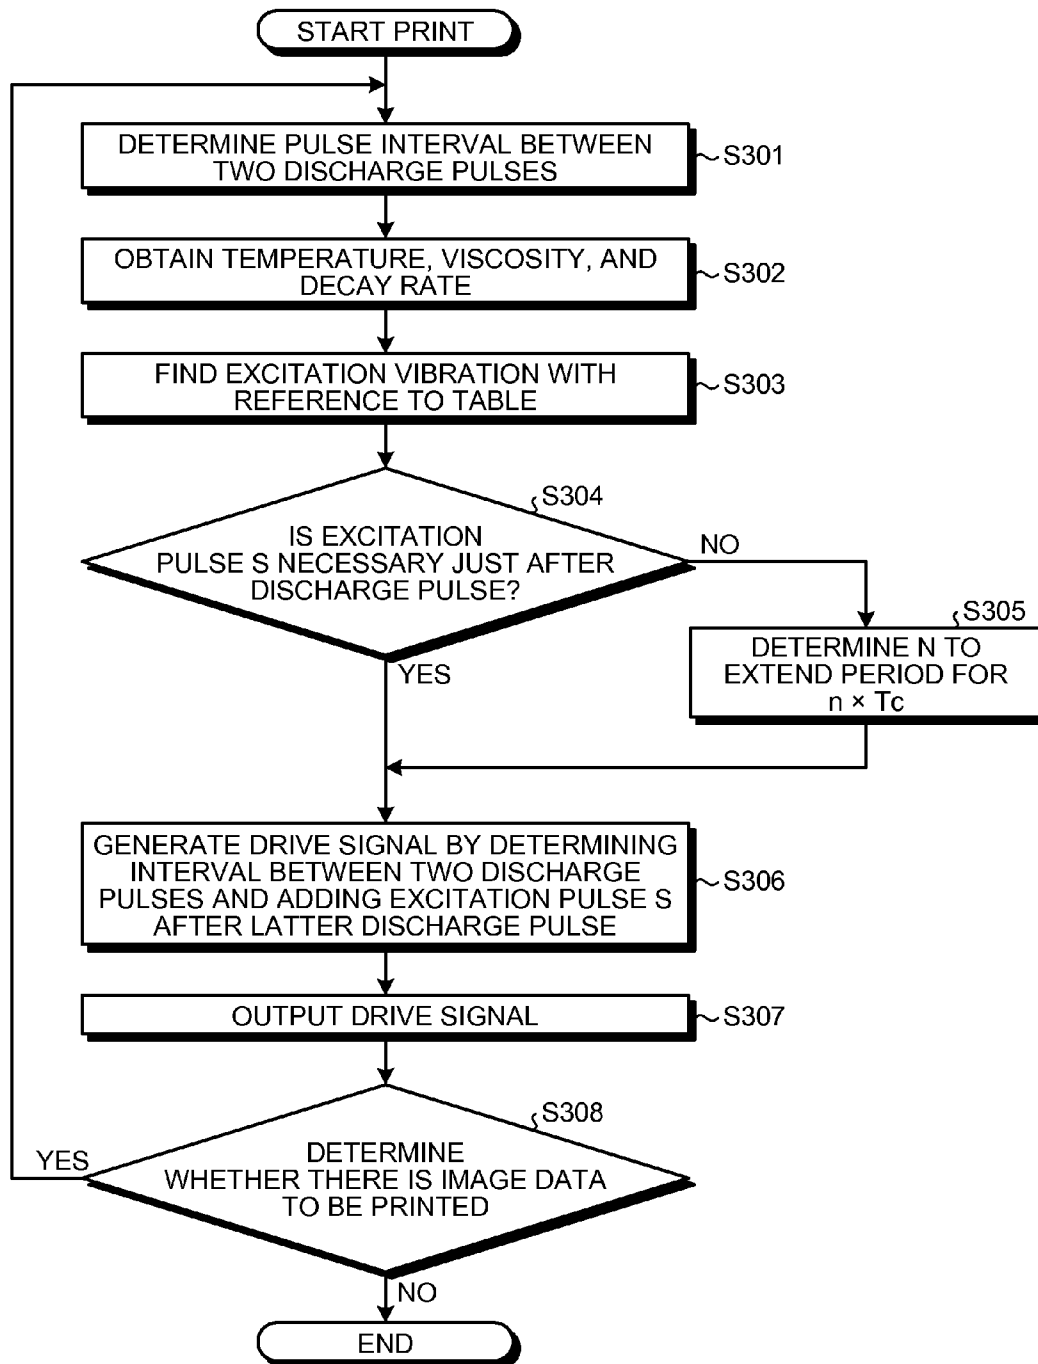 START PRINT
DETERMINE PULSE INTERVAL BETWEEN
TWO DISCHARGE PULSES
S301
OBTAIN TEMPERATURE, VISCOSITY, AND
DECAY RATE
S302
FIND EXCITATION VIBRATION WITH
REFERENCE TO TABLE
S303
S304
IS EXCITATION
PULSE S NECESSARY JUST AFTER
DISCHARGE PULSE?
NO
YES
S305
DETERMINE N TO
EXTEND PERIOD FOR
n × Tc
GENERATE DRIVE SIGNAL BY DETERMINING
INTERVAL BETWEEN TWO DISCHARGE
PULSES AND ADDING EXCITATION PULSE S
AFTER LATTER DISCHARGE PULSE
S306
OUTPUT DRIVE SIGNAL
S307
S308
DETERMINE
WHETHER THERE IS IMAGE DATA
TO BE PRINTED
YES
NO
END